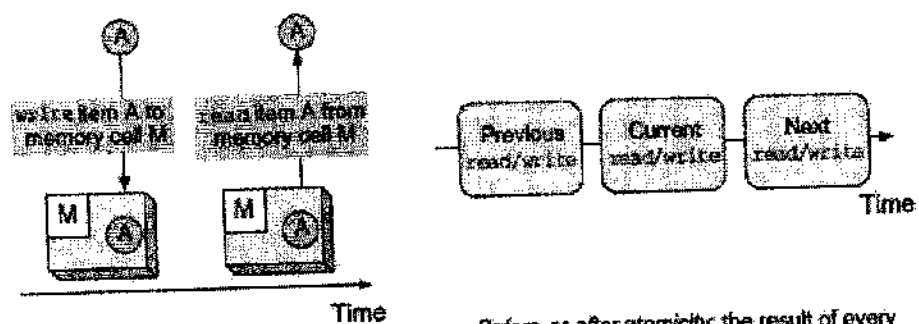 A
A
write item A to
memory cell M
read item A from
memory cell M
M
A
M
A
Time
Previous
read/write
Current
read/write
Next
read/write
Time
Before or after atomicity: the result of every